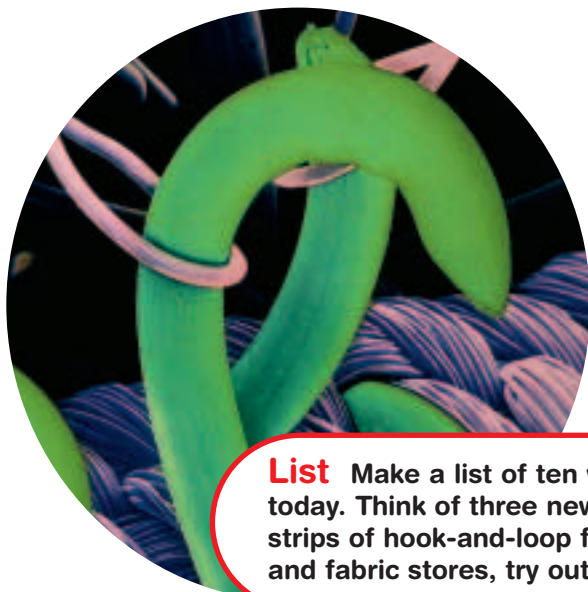 List Make a list of ten
today. Think of three new
strips of hook-and-loop
and fabric stores, try out